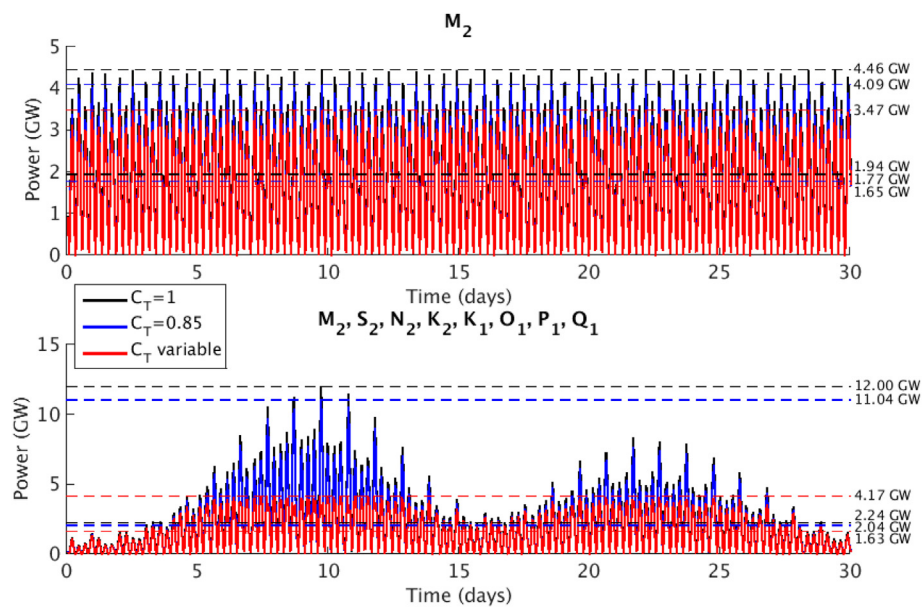 M2
Power (GW)
5
4
3
2
1
0
4.46 GW
4.09 GW
3.47 GW
1.94 GW
1.77 GW
1.65 GW
0 5 10 15 20 25 30
Time (days)
CT=1
CT=0.85
CT variable
M2, S2, N2, K2, K1, O1, P1, Q1
Power (GW)
15
10
5
0
12.00 GW
11.04 GW
4.17 GW
2.24 GW
2.04 GW
1.63 GW
0 5 10 15 20 25 30
Time (days)